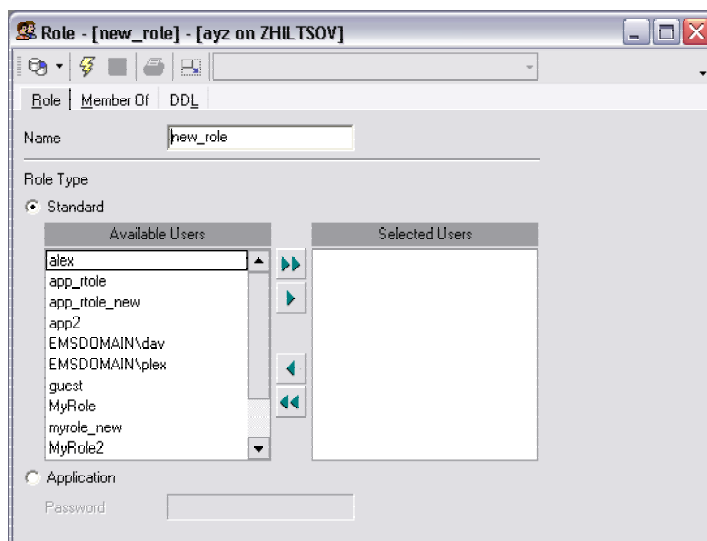 Role - [new_role] - [ayz on ZHILTSOV]
Role Member Of DDL
Name new_role
Role Type
Standard
Available Users Selected Users
alex
app_rtole
app_rtole_new
app2
EMSDOMAIN\dav
EMSDOMAIN\plex
guest
MyRole
myrole_new
MyRole2
Application
Password